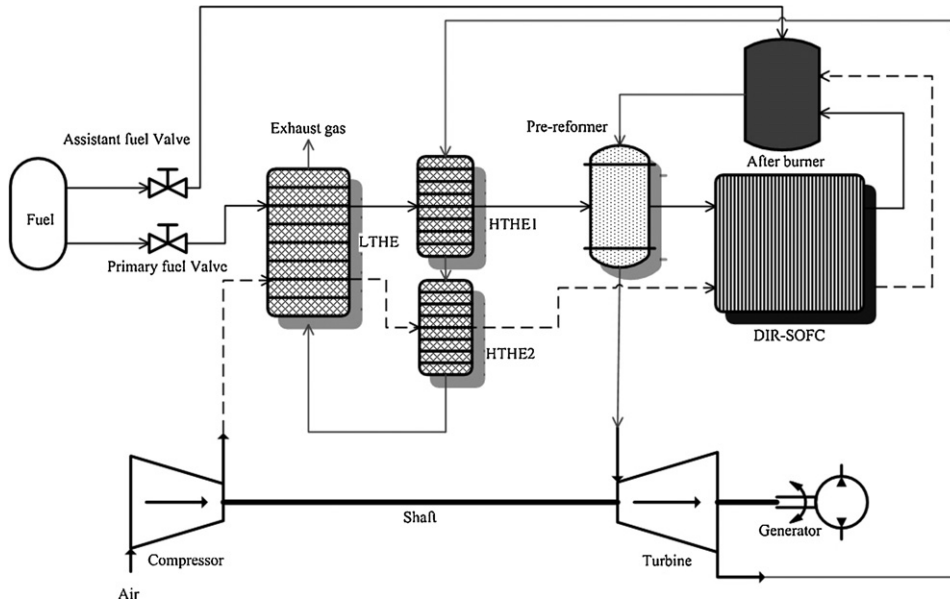 Assistant fuel Valve
Exhaust gas
Pre-reformer
After burner
Fuel
HTHE1
LTHE
Primary fuel Valve
DIR-SOFC
HTHE2
Shaft
Generator
Compressor
Turbine
Air